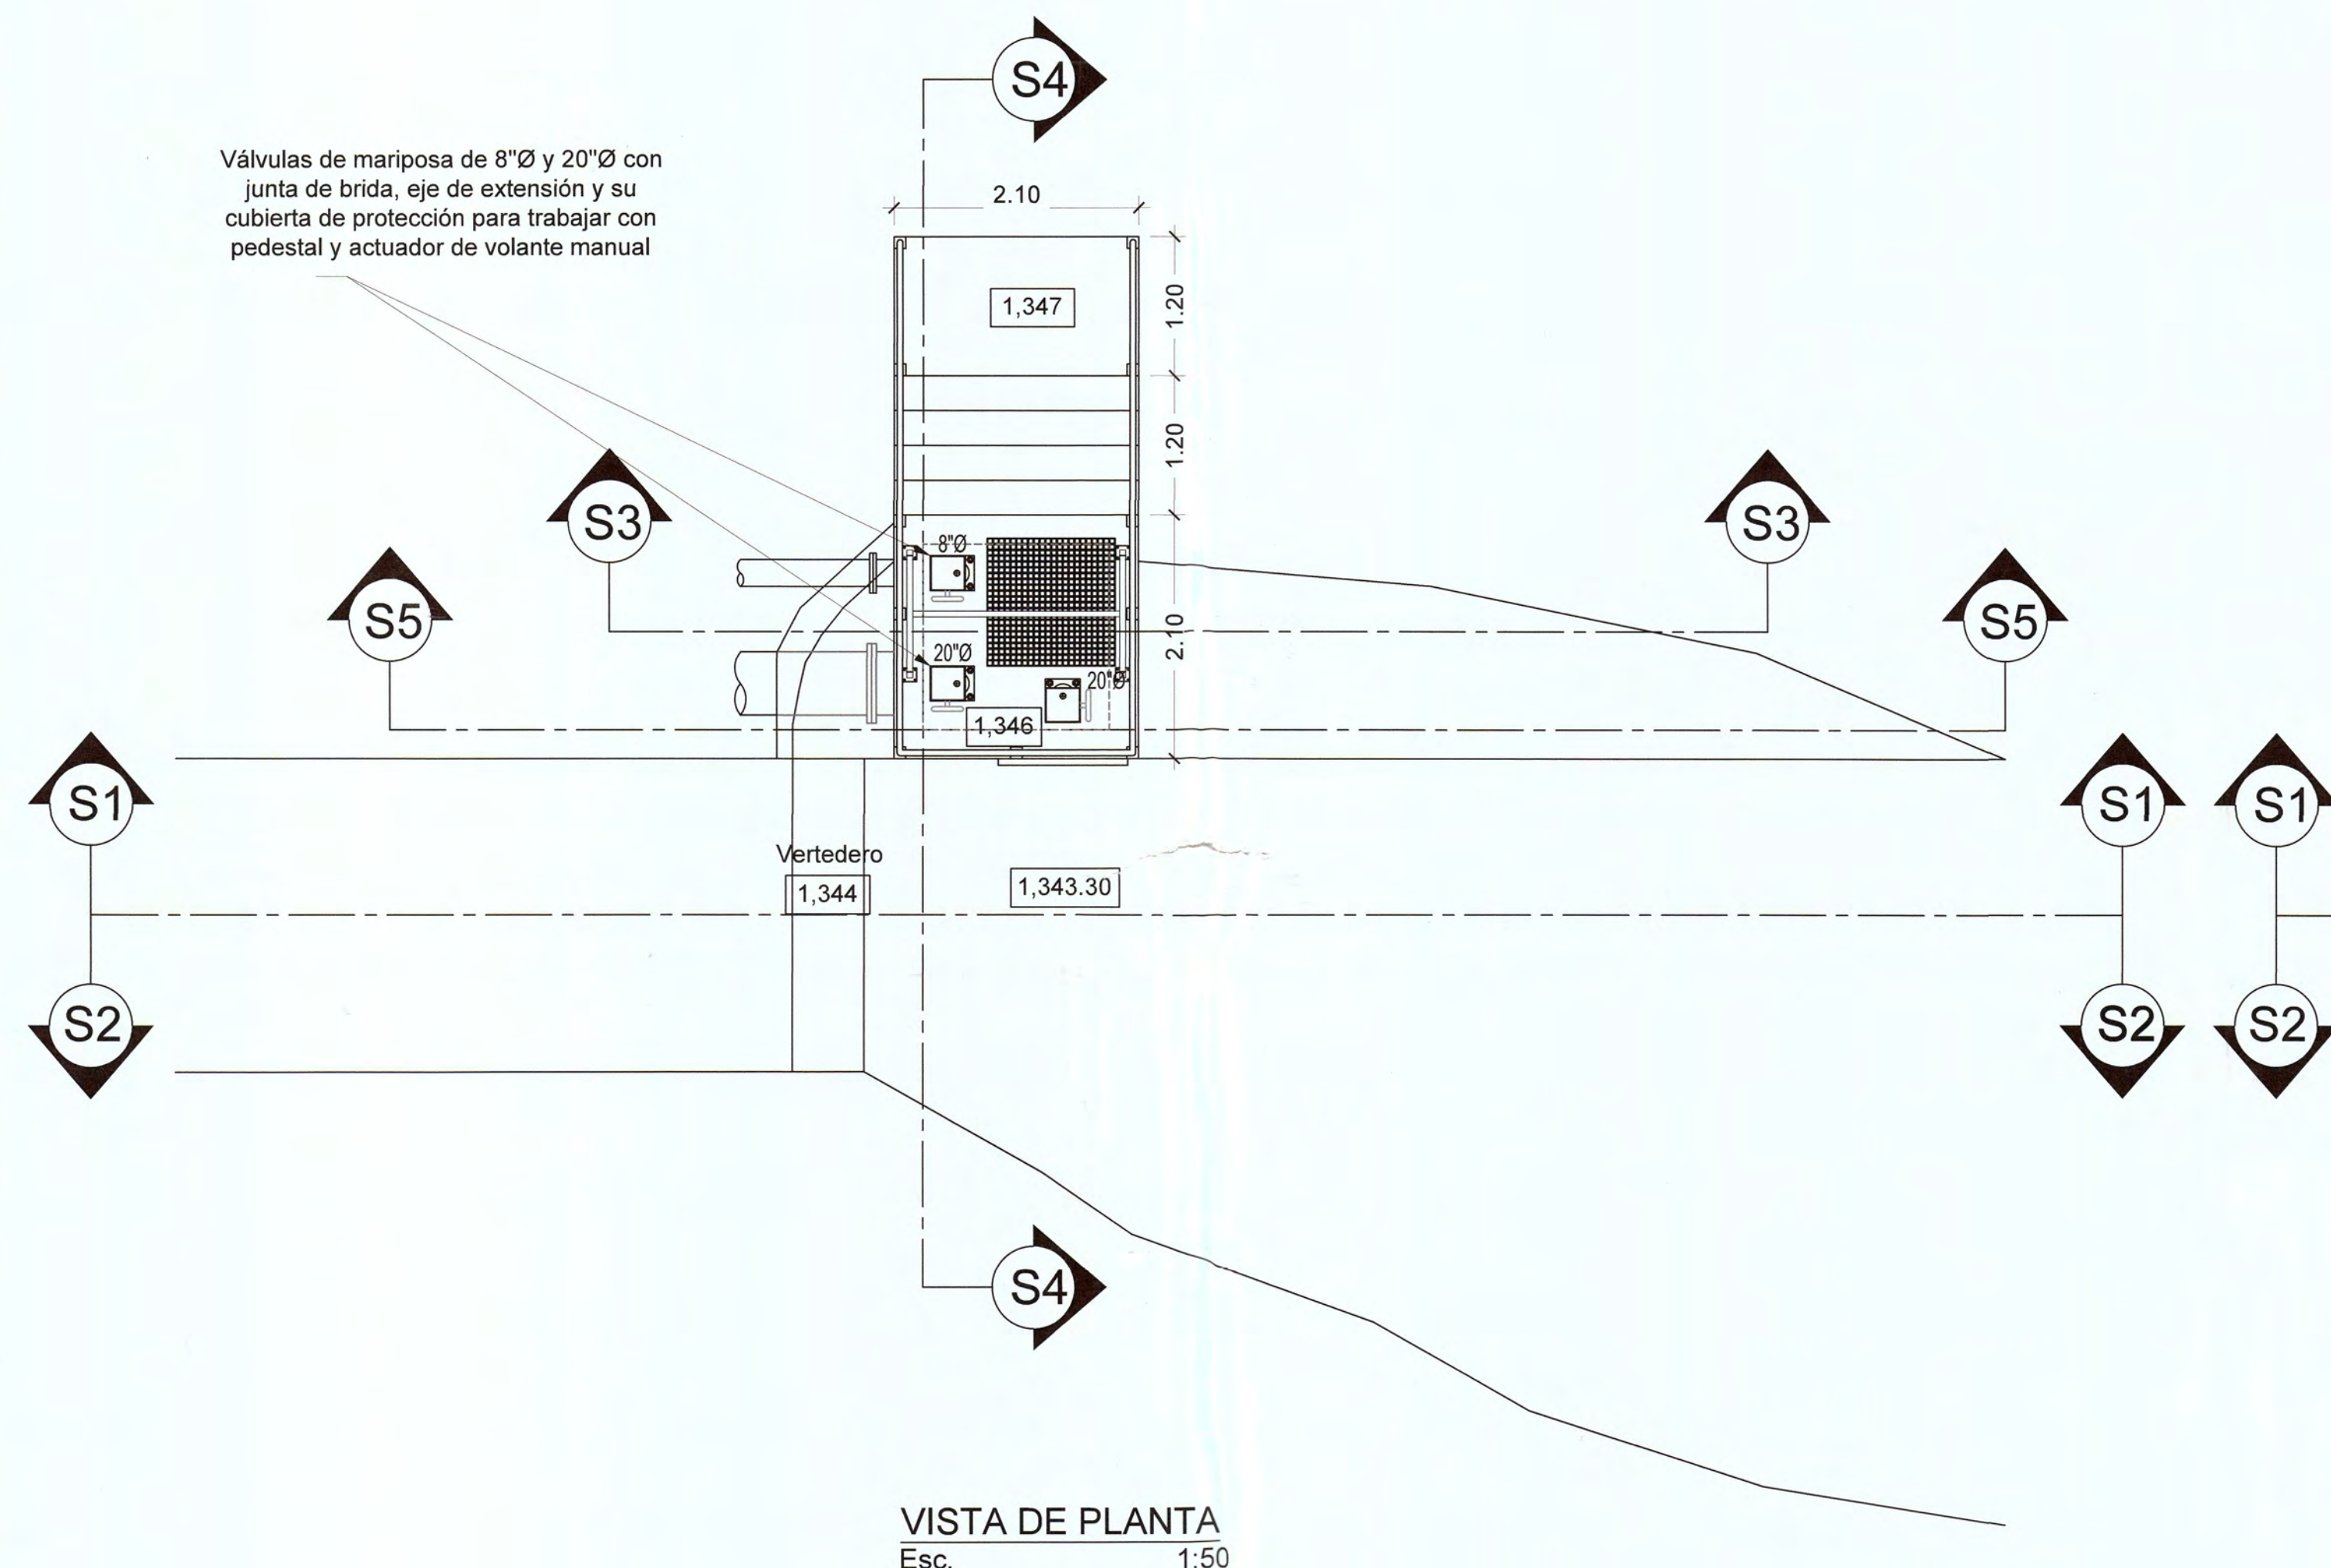 S4
Válvulas de mariposa de 8"Ø y 20"Ø con
junta de brida, eje de extensión y su
cubierta de protección para trabajar con
pedestal y actuador de volante manual
2.10
1,347
1.20
1.20
S3
S3
8"Ø
S5
S5
2.10
20"Ø
20"Ø
1,346
S1
S1
S1
Vertedero
1,344
1,343.30
S2
S2
S2
S4
VISTA DE PLANTA
Esc. 1:50